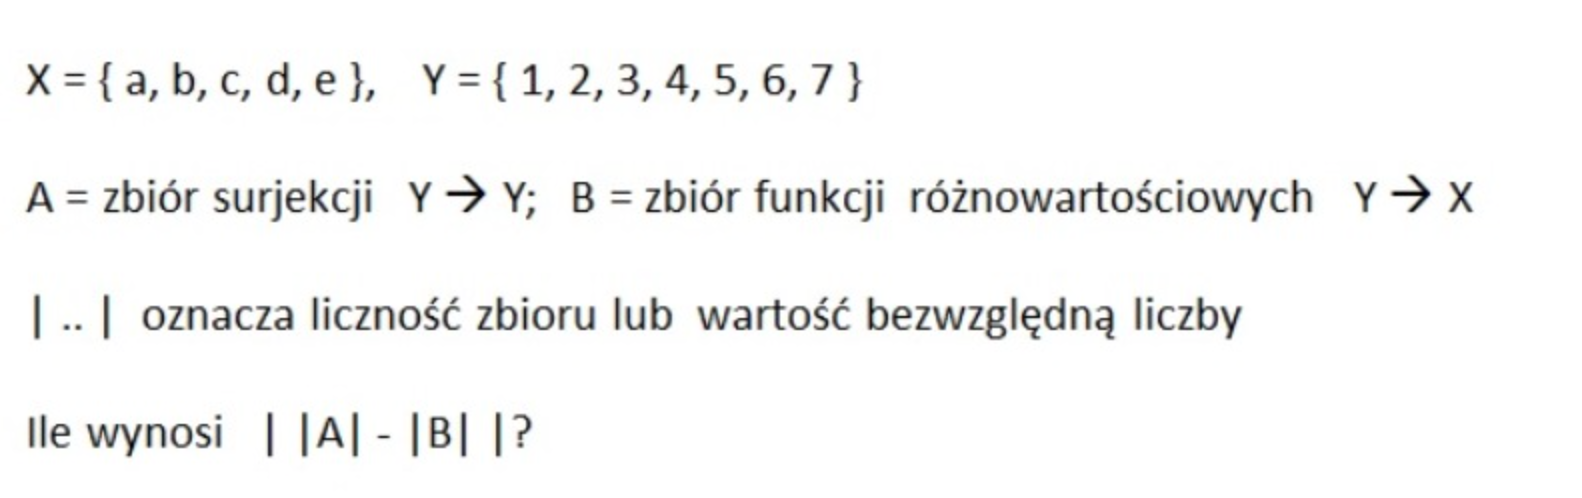 X = { a, b, c, d, e }, Y = { 1, 2, 3, 4, 5, 6, 7 }
A = zbiór surjekcji Y → Y; B = zbiór funkcji różnowartościowych Y → X
| .. | oznacza liczność zbioru lub wartość bezwzględną liczby
Ile wynosi | |A| - |B| |?